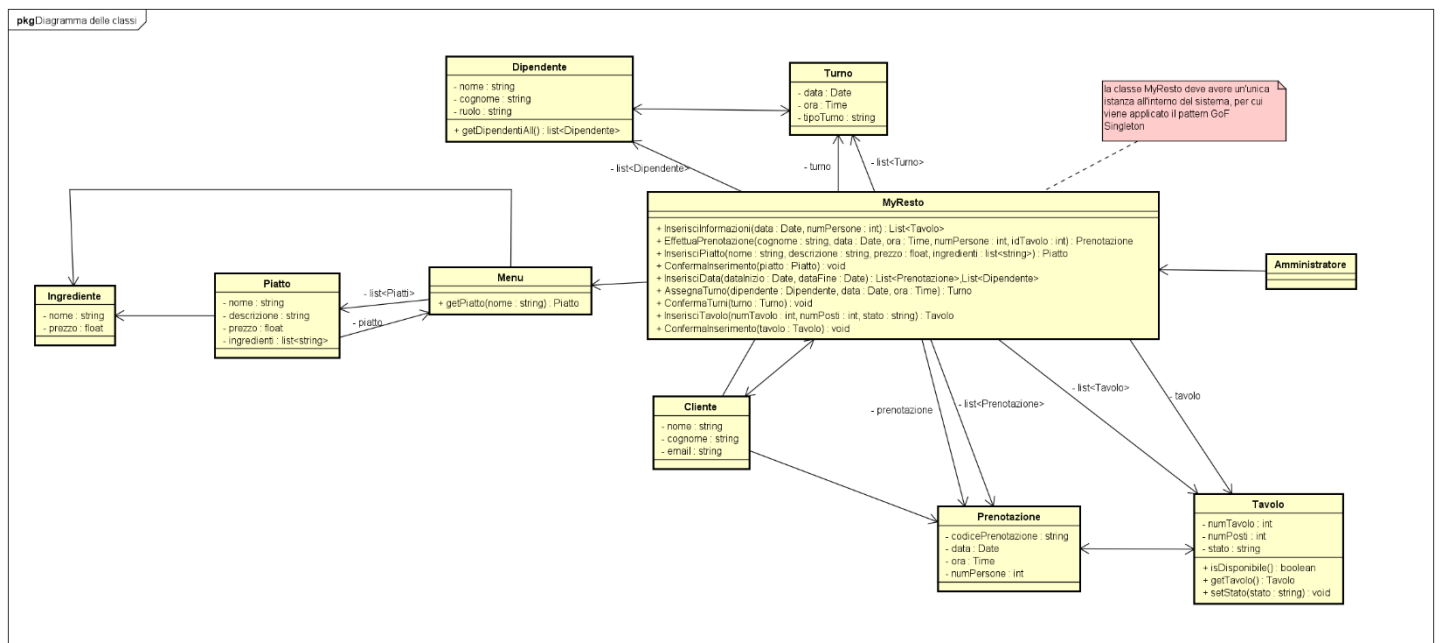 pkg Diagramma delle classi
Dipendente
- nome : string
- cognome : string
- ruolo : string
+ getDipendentiAll() : list<Dipendente>
Turno
- data : Date
- ora : Time
- tipoTurno : string
la classe MyResto deve avere un'unica
istanza all'interno del sistema, per cui
viene applicato il pattern GoF
Singleton
- list<Dipendente>
- turno
- list<Turno>
MyResto
+ InserisciInformazioni(data : Date, numPersone : int) : List<Tavolo>
+ EffettuaPrenotazione(cognome : string, data : Date, ora : Time, numPersone : int, idTavolo : int) : Prenotazione
+ InserisciPiatto(nome : string, descrizione : string, prezzo : float, ingredienti : list<string>) : Piatto
+ ConfermaInserimento(piatto : Piatto) : void
+ InserisciData(dataInizio : Date, dataFine : Date) : List<Prenotazione>,List<Dipendente>
+ AssegnaTurno(dipendente : Dipendente, data : Date, ora : Time) : Turno
+ ConfermaTurni(turno : Turno) : void
+ InserisciTavolo(numTavolo : int, numPosti : int, stato : string) : Tavolo
+ ConfermaInserimento(tavolo : Tavolo) : void
Amministratore
Menu
+ getPiatto(nome : string) : Piatto
- list<Piatti>
- piatto
Piatto
- nome : string
- descrizione : string
- prezzo : float
- ingredienti : list<string>
Ingrediente
- nome : string
- prezzo : float
Cliente
- nome : string
- cognome : string
- email : string
- prenotazione
- list<Prenotazione>
- list<Tavolo>
- tavolo
Prenotazione
- codicePrenotazione : string
- data : Date
- ora : Time
- numPersone : int
Tavolo
- numTavolo : int
- numPosti : int
- stato : string
+ isDisponibile() : boolean
+ getTavolo() : Tavolo
+ setStato(stato : string) : void